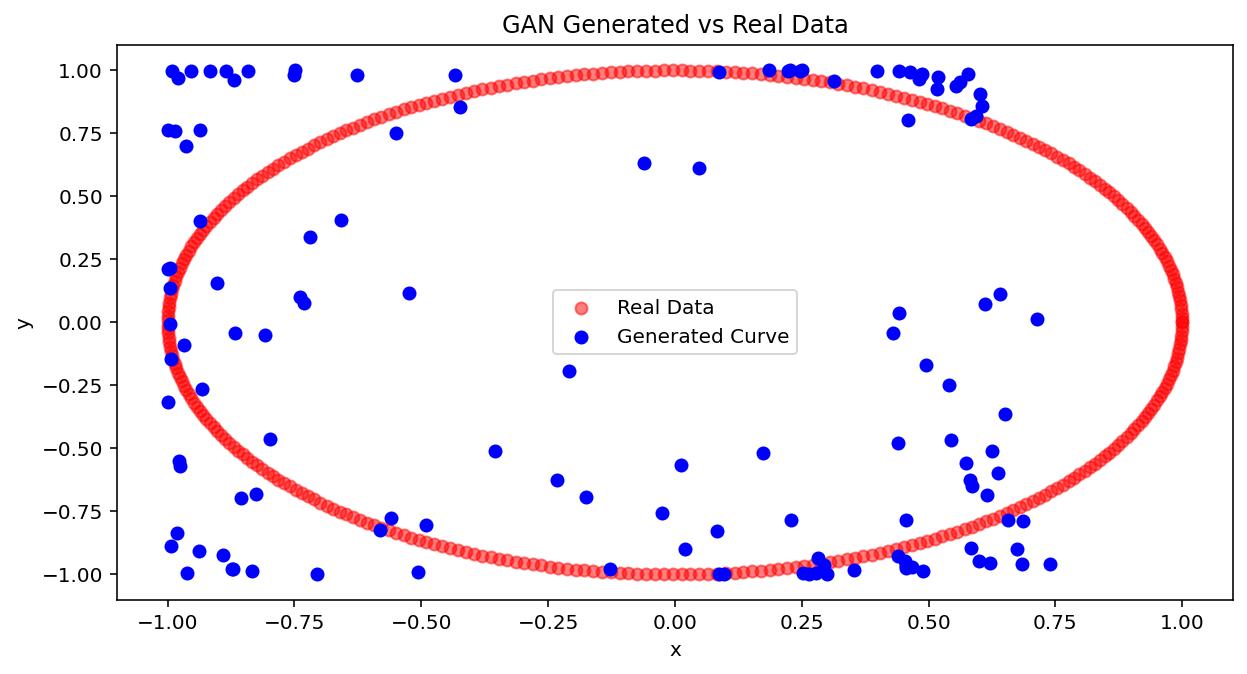 GAN Generated vs Real Data
1.00
0.75
0.50
0.25
0.00
−0.25
−0.50
−0.75
−1.00
y
Real Data
Generated Curve
−1.00 −0.75 −0.50 −0.25 0.00 0.25 0.50 0.75 1.00
x